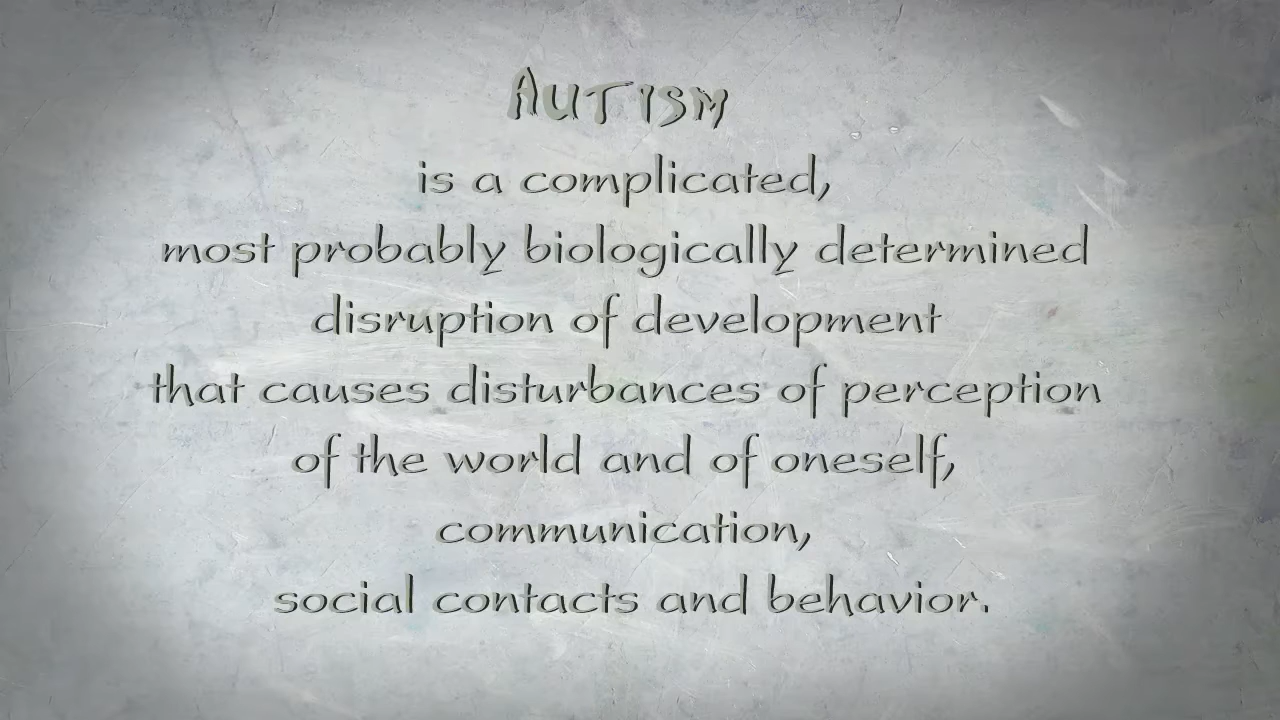 AUTISM
is a complicated,
most probably biologically determined
disruption of development
that causes disturbances of perception
of the world and of oneself,
communication,
social contacts and behavior.